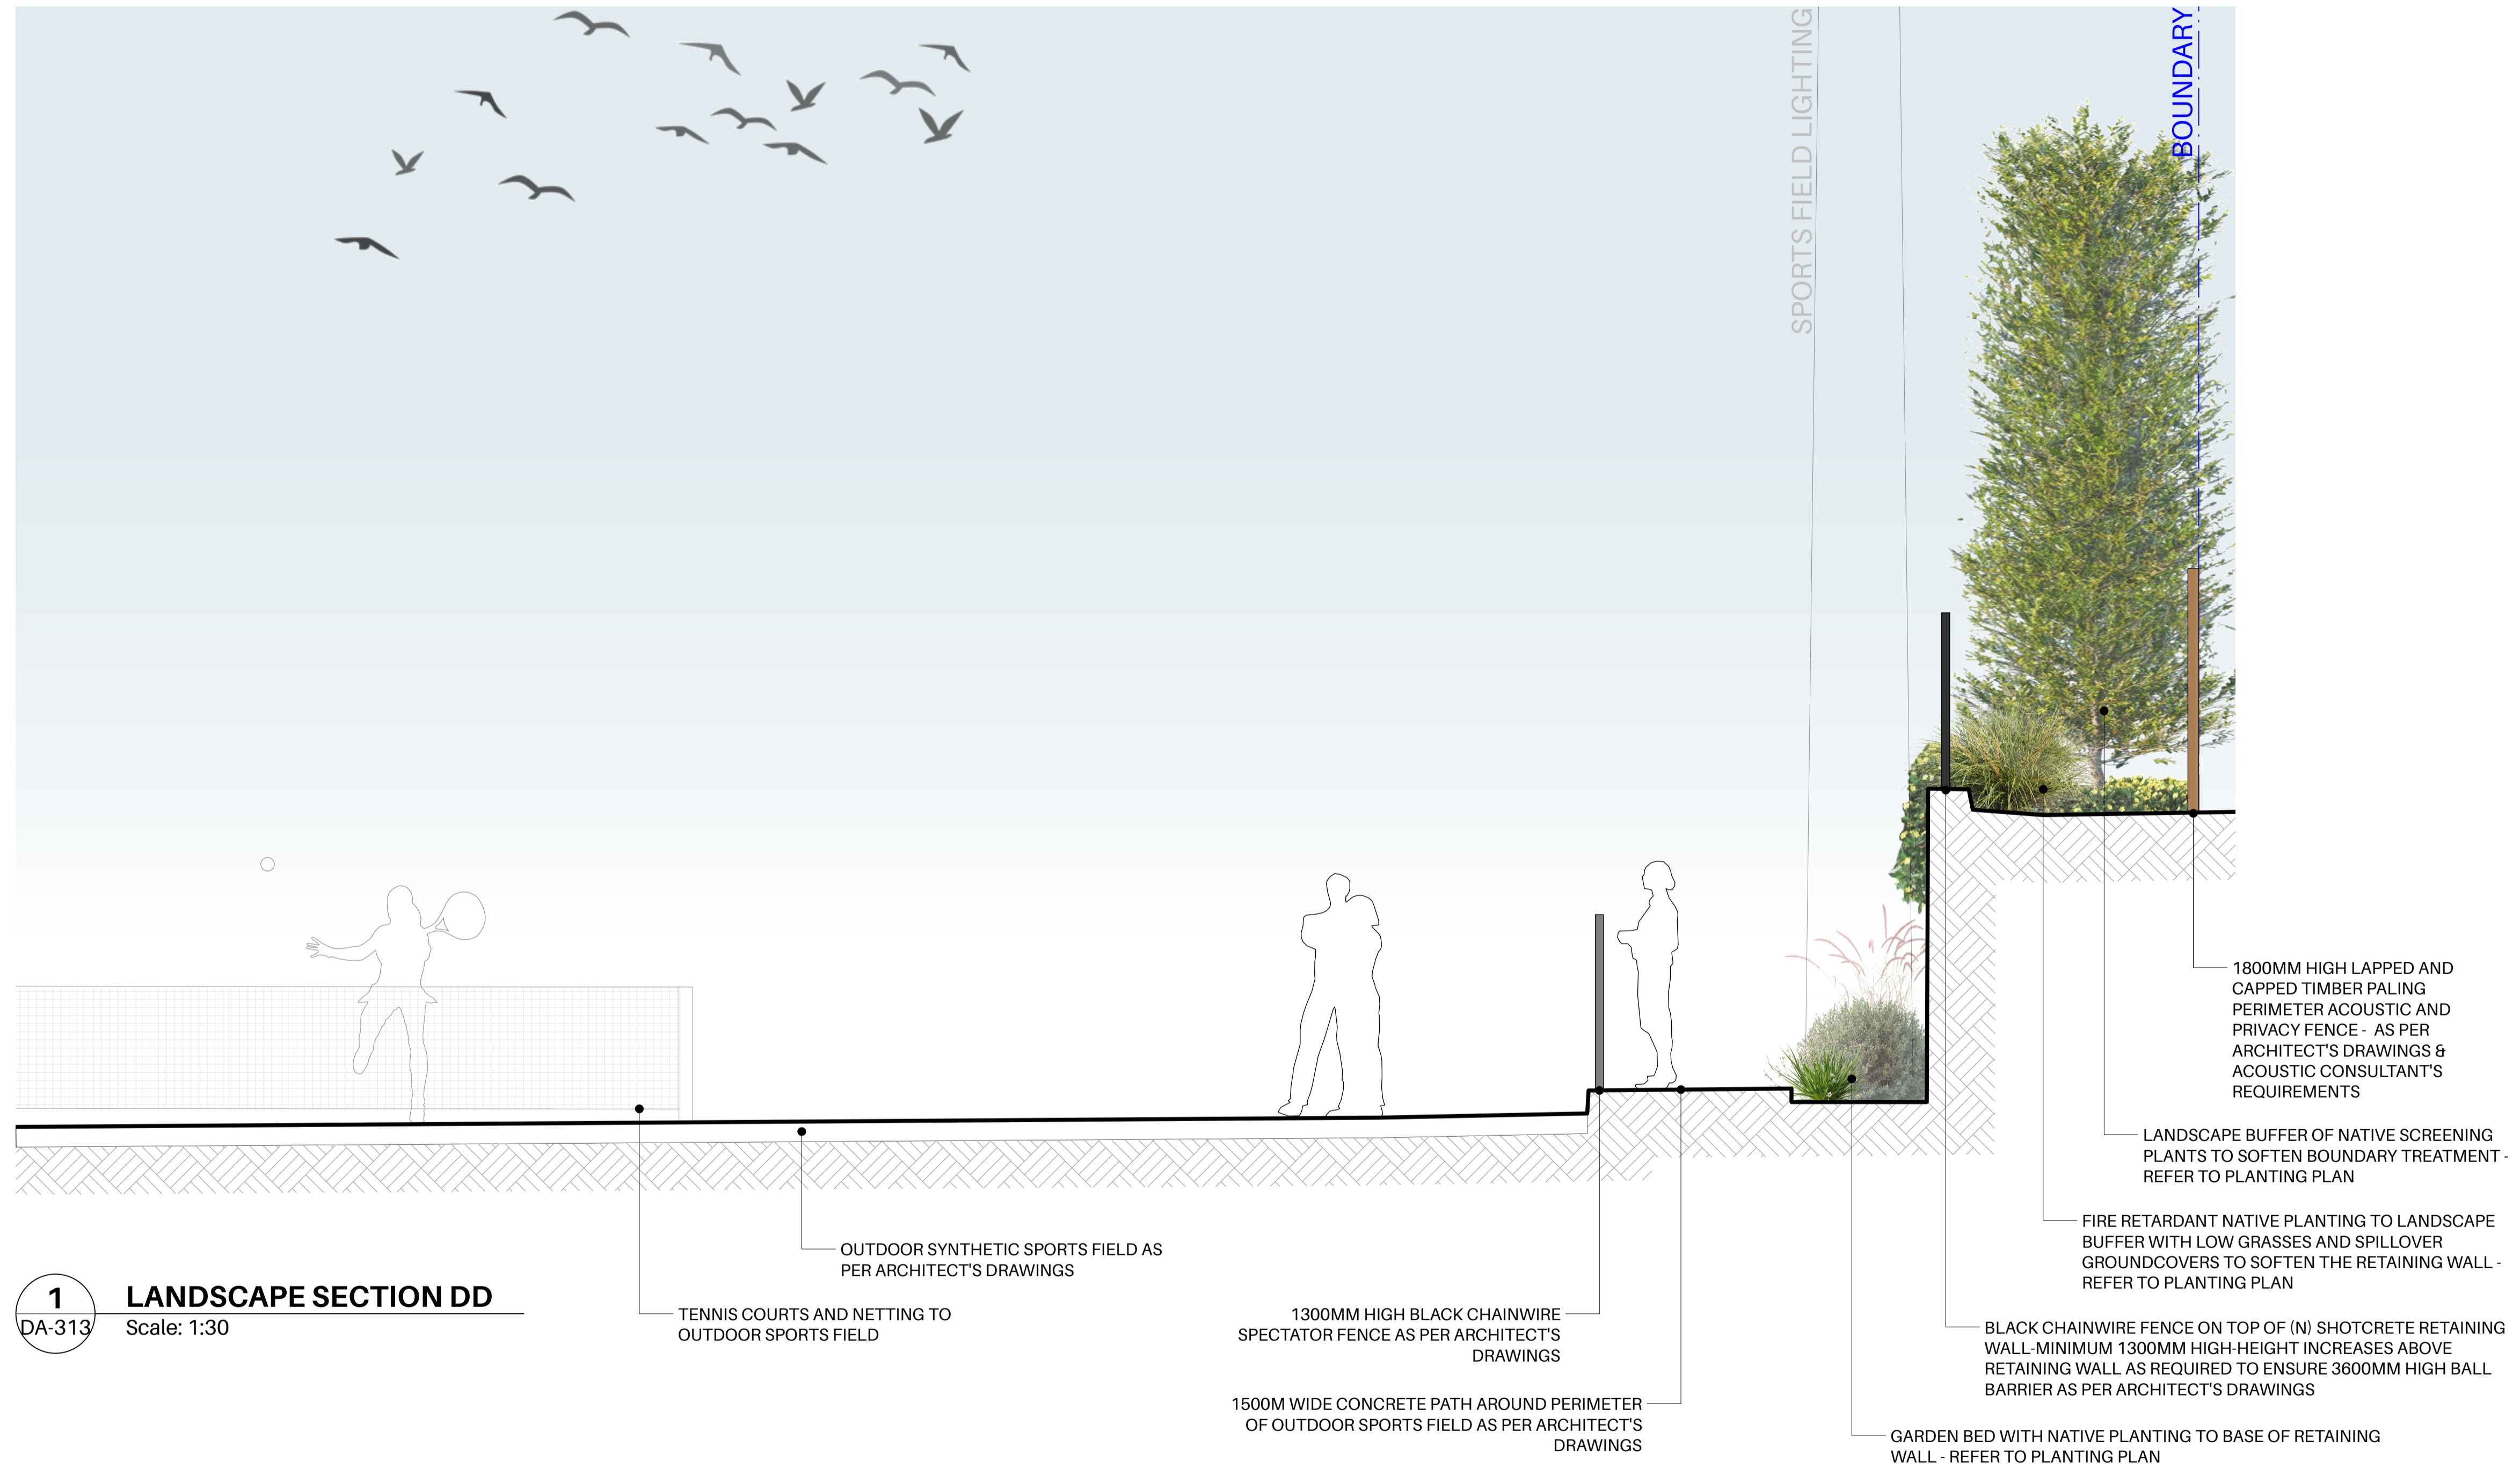 SPORTS FIELD LIGHTING
BOUNDARY
1800MM HIGH LAPPED AND
CAPPED TIMBER PALING
PERIMETER ACOUSTIC AND
PRIVACY FENCE - AS PER
ARCHITECT'S DRAWINGS &
ACOUSTIC CONSULTANT'S
REQUIREMENTS
LANDSCAPE BUFFER OF NATIVE SCREENING
PLANTS TO SOFTEN BOUNDARY TREATMENT -
REFER TO PLANTING PLAN
FIRE RETARDANT NATIVE PLANTING TO LANDSCAPE
BUFFER WITH LOW GRASSES AND SPILLOVER
GROUNDCOVERS TO SOFTEN THE RETAINING WALL -
REFER TO PLANTING PLAN
OUTDOOR SYNTHETIC SPORTS FIELD AS
PER ARCHITECT'S DRAWINGS
TENNIS COURTS AND NETTING TO
OUTDOOR SPORTS FIELD
1300MM HIGH BLACK CHAINWIRE
SPECTATOR FENCE AS PER ARCHITECT'S
DRAWINGS
BLACK CHAINWIRE FENCE ON TOP OF (N) SHOTCRETE RETAINING
WALL-MINIMUM 1300MM HIGH-HEIGHT INCREASES ABOVE
RETAINING WALL AS REQUIRED TO ENSURE 3600MM HIGH BALL
BARRIER AS PER ARCHITECT'S DRAWINGS
1500M WIDE CONCRETE PATH AROUND PERIMETER
OF OUTDOOR SPORTS FIELD AS PER ARCHITECT'S
DRAWINGS
GARDEN BED WITH NATIVE PLANTING TO BASE OF RETAINING
WALL - REFER TO PLANTING PLAN
1
DA-313
LANDSCAPE SECTION DD
Scale: 1:30